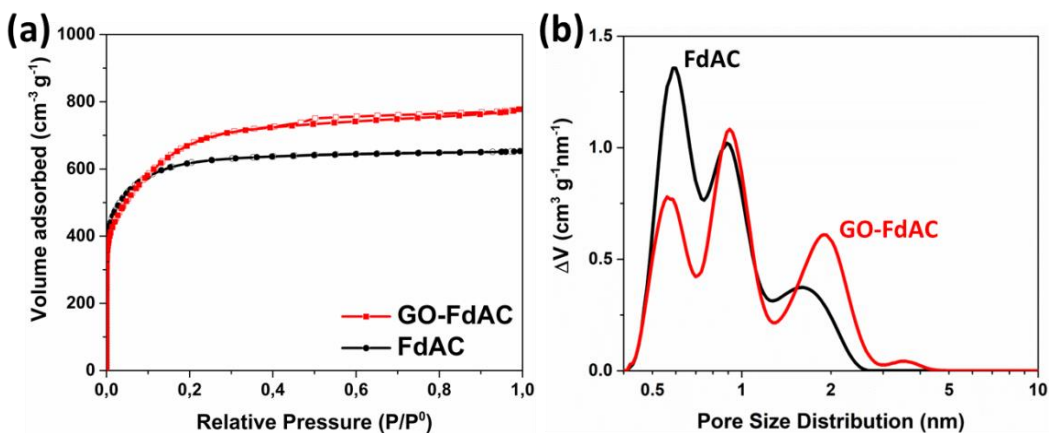 (a)
Volume adsorbed (cm⁻³ g⁻¹)
1000
800
600
400
200
0
GO-FdAC
FdAC
0,0 0,2 0,4 0,6 0,8 1,0
Relative Pressure (P/P⁰)
(b)
ΔV (cm³ g⁻¹nm⁻¹)
1.5
1.0
0.5
0.0
FdAC
GO-FdAC
0.5 1 2 5 10
Pore Size Distribution (nm)